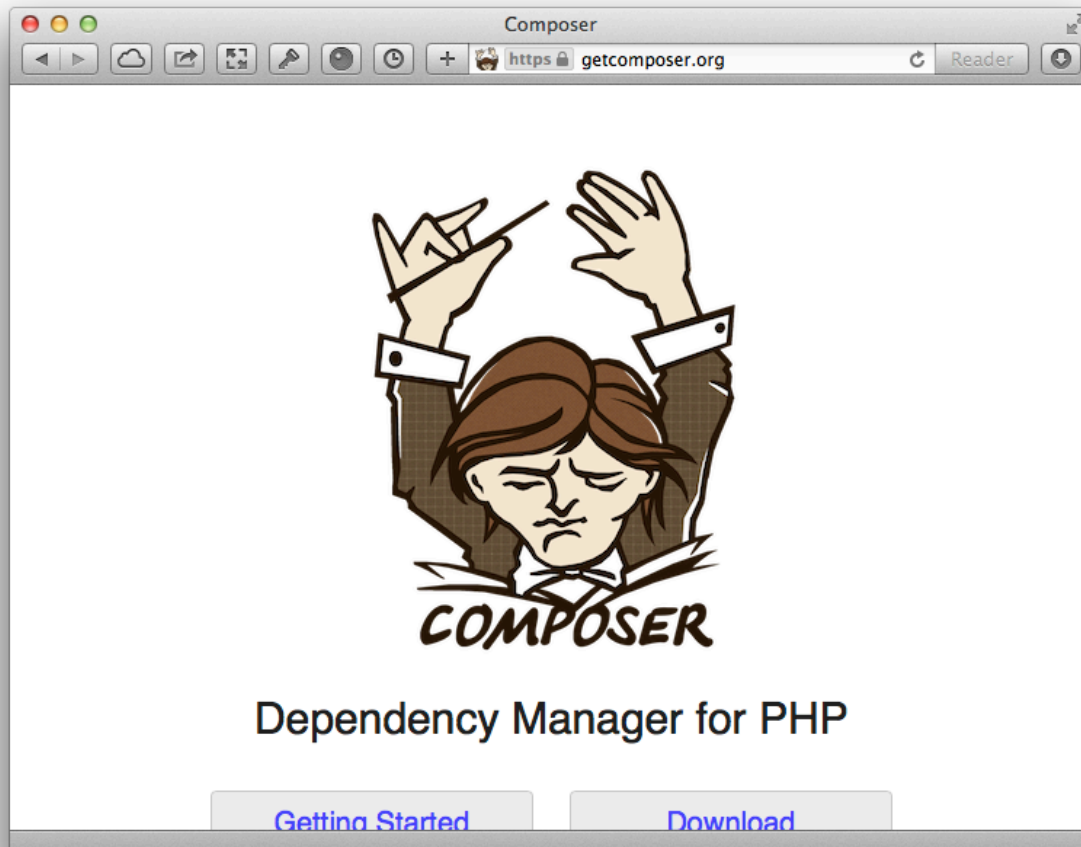 Composer
https getcomposer.org Reader
COMPOSER
Dependency Manager for PHP
Getting Started Download